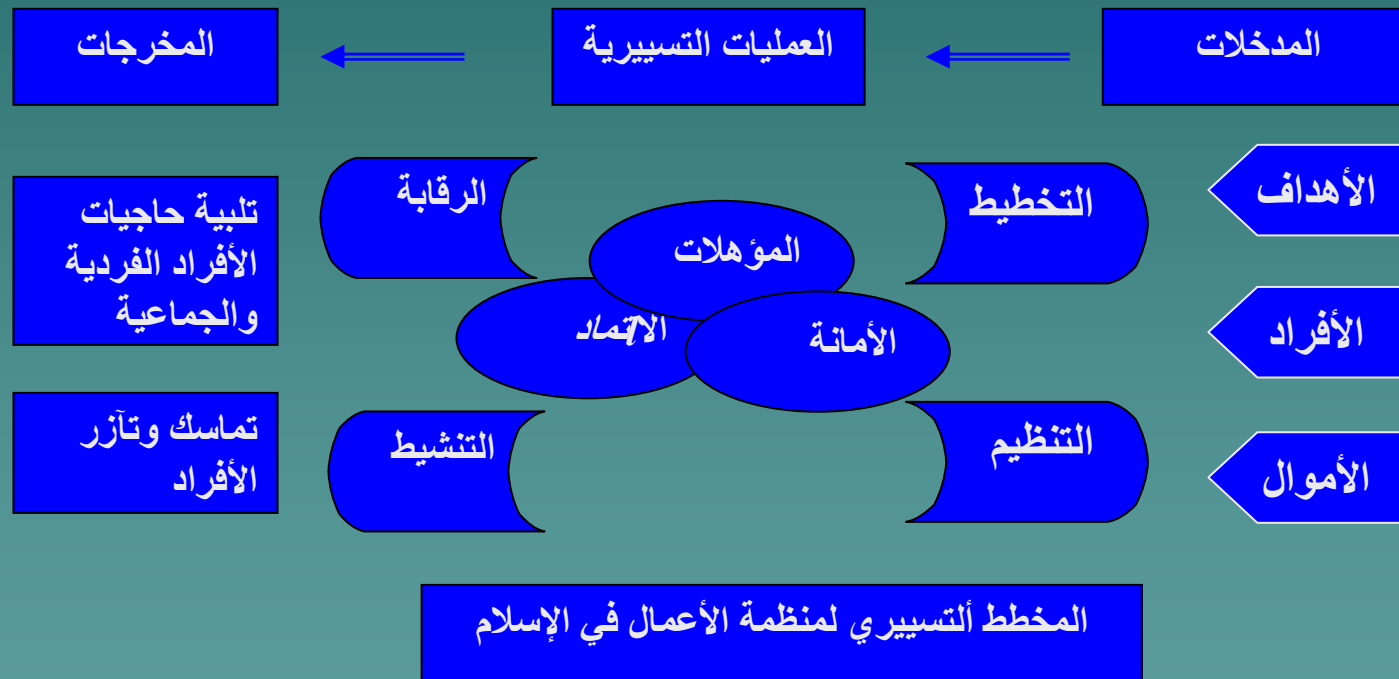 المدخلات
العمليات التسييرية
المخرجات
الأهداف
الأفراد
الأموال
التخطيط
التنظيم
المؤهلات
الأمانة
الرقابة
التنشيط
تلبية حاجيات
الأفراد الفردية
والجماعية
تماسك وتآزر
الأفراد
المخطط ألتسييري لمنظمة الأعمال في الإسلام